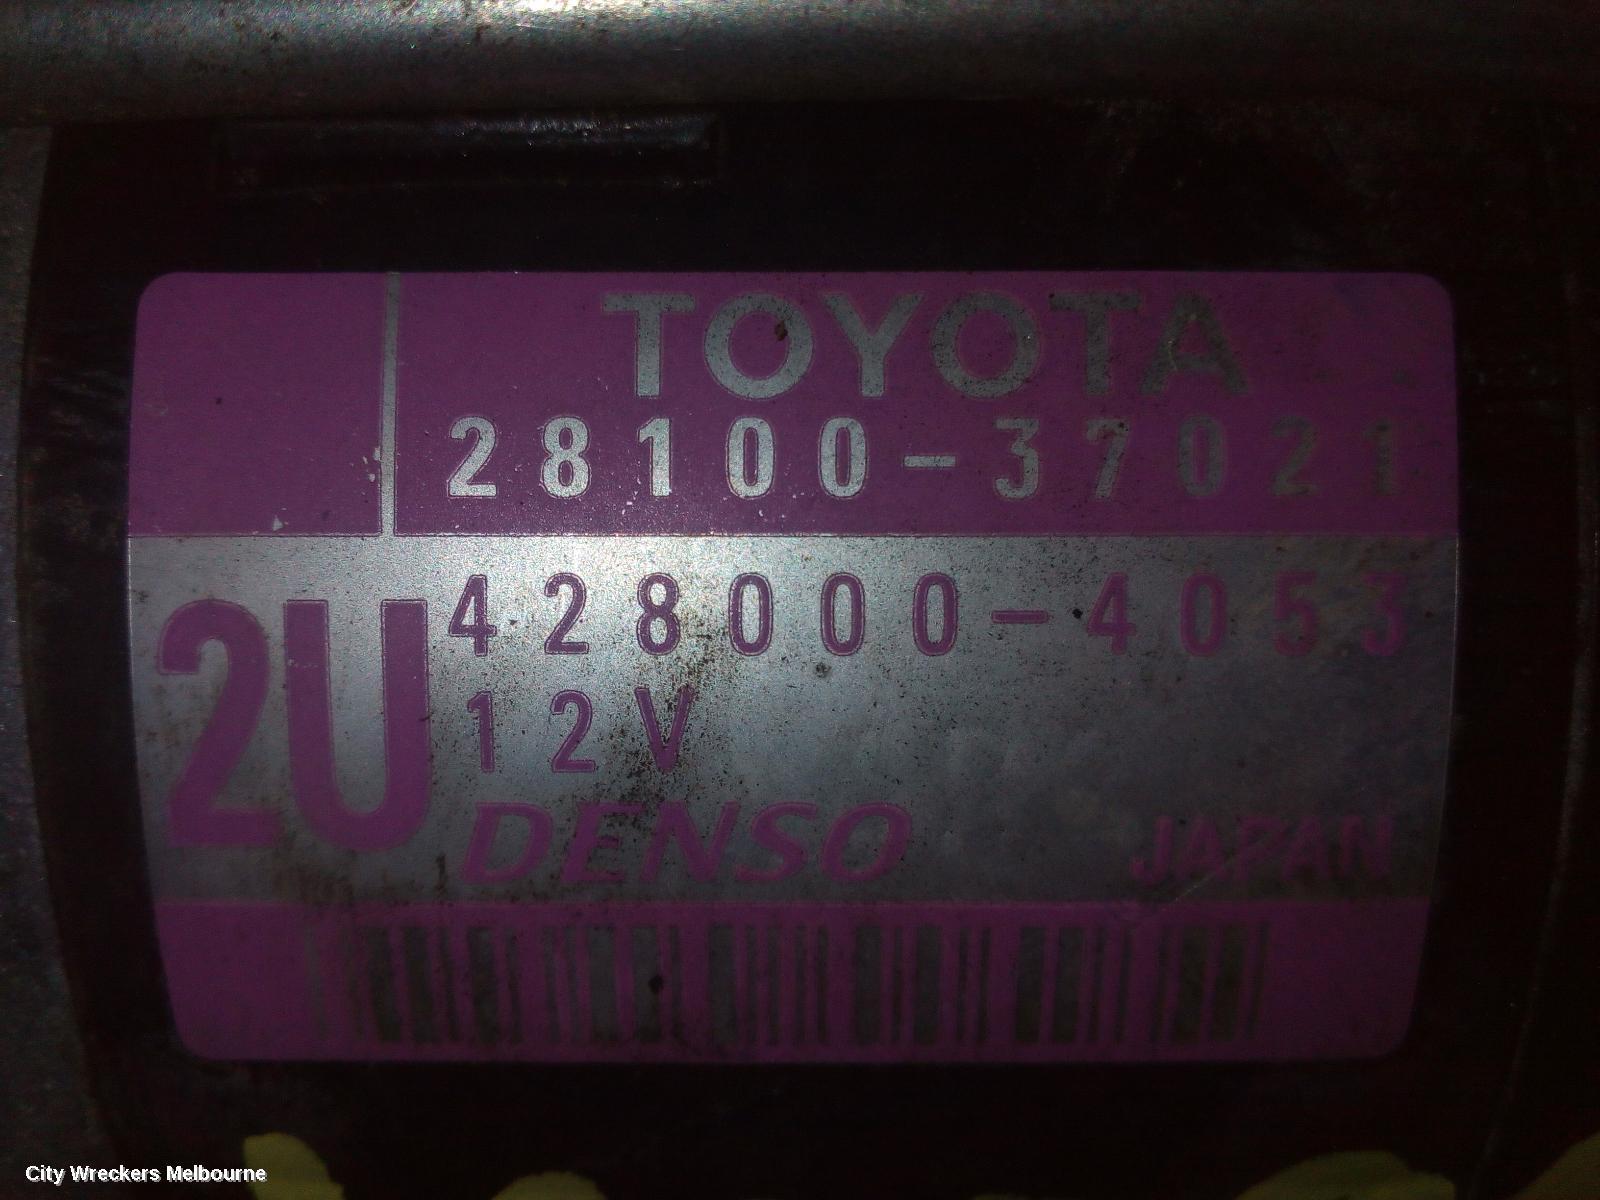 TOYOTA
28100-37021
2U
428000-4053
12V
DENSO JAPAN
City Wreckers Melbourne